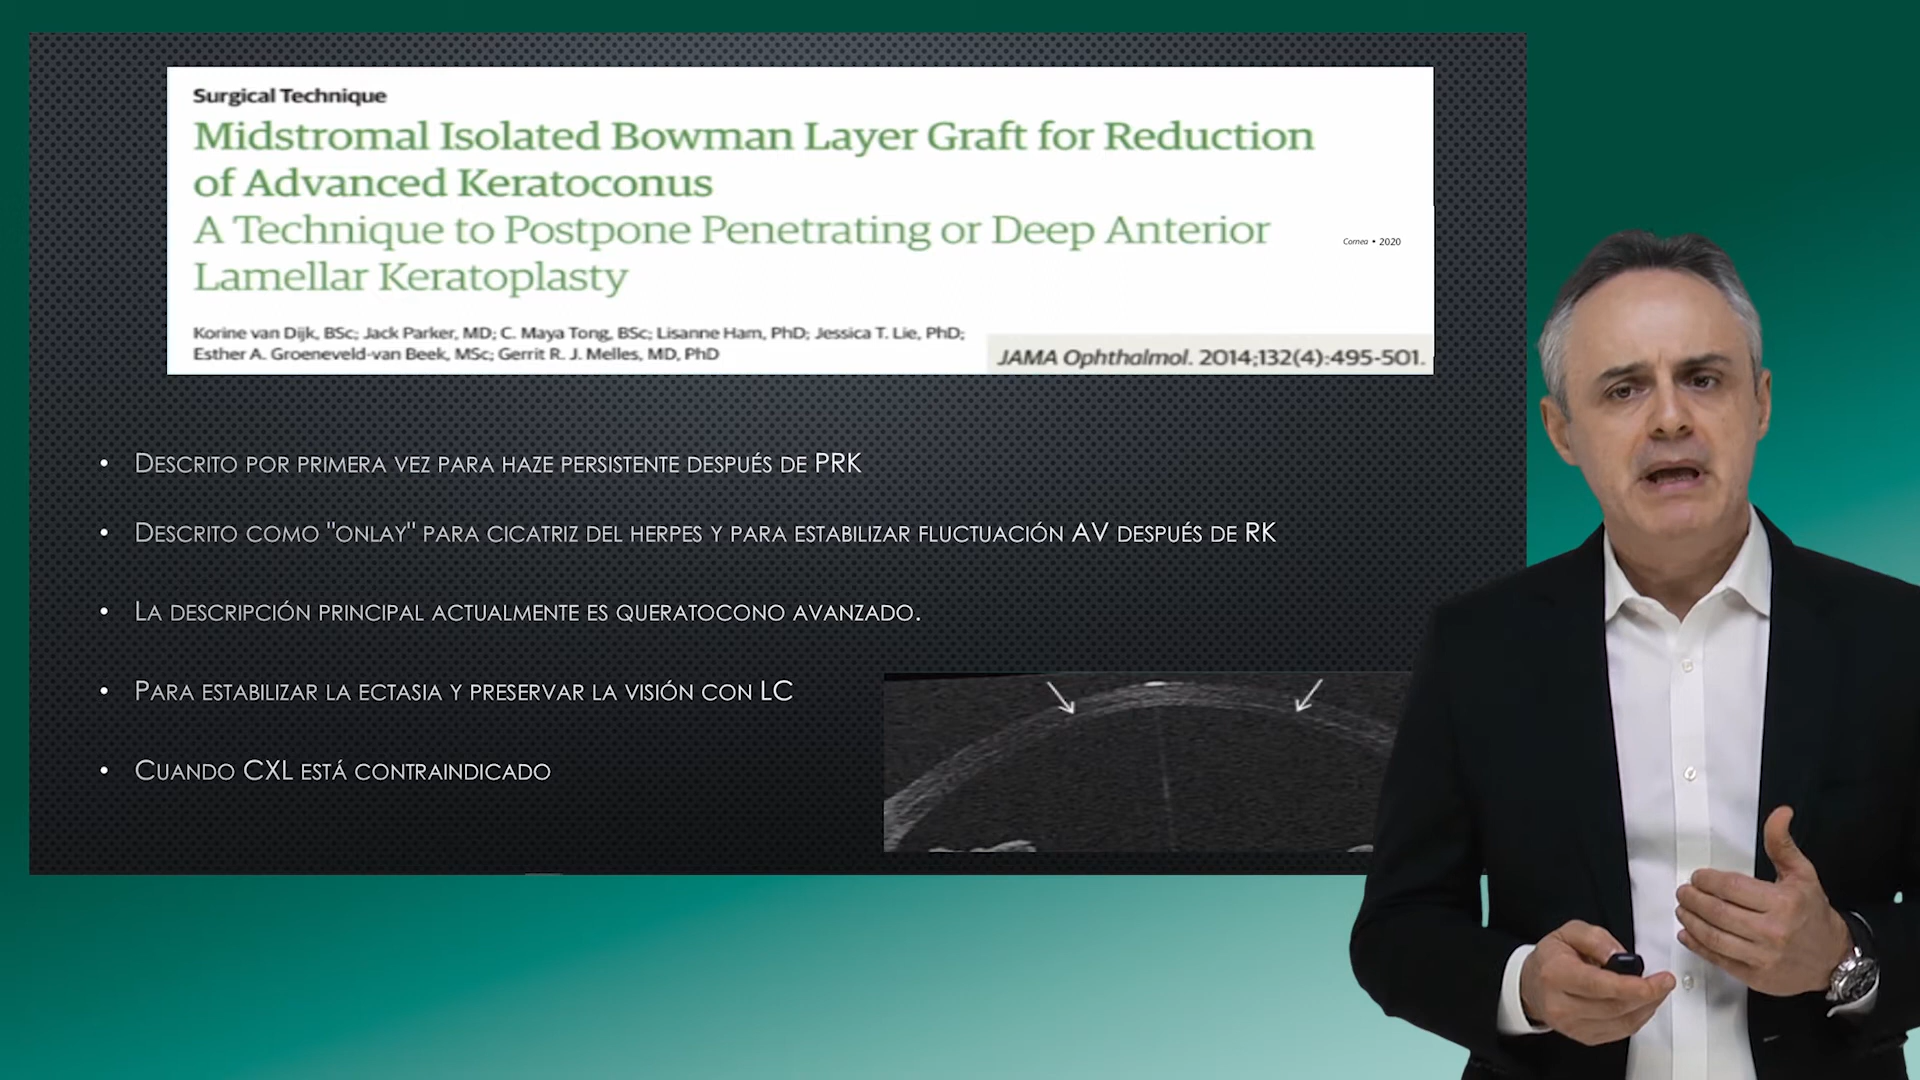 Surgical Technique
Midstromal Isolated Bowman Layer Graft for Reduction
of Advanced Keratoconus
A Technique to Postpone Penetrating or Deep Anterior
Lamellar Keratoplasty
Cornea • 2020
Korine van Dijk, BSc; Jack Parker, MD; C. Maya Tong, BSc; Lisanne Ham, PhD; Jessica T. Lie, PhD;
Esther A. Groeneveld-van Beek, MSc; Gerrit R. J. Melles, MD, PhD
JAMA Ophthalmol. 2014;132(4):495-501.
• Descrito por primera vez para haze persistente después de PRK
• Descrito como "onlay" para cicatriz del herpes y para estabilizar fluctuación AV después de RK
• La descripción principal actualmente es queratocono avanzado.
• Para estabilizar la ectasia y preservar la visión con LC
• Cuando CXL está contraindicado